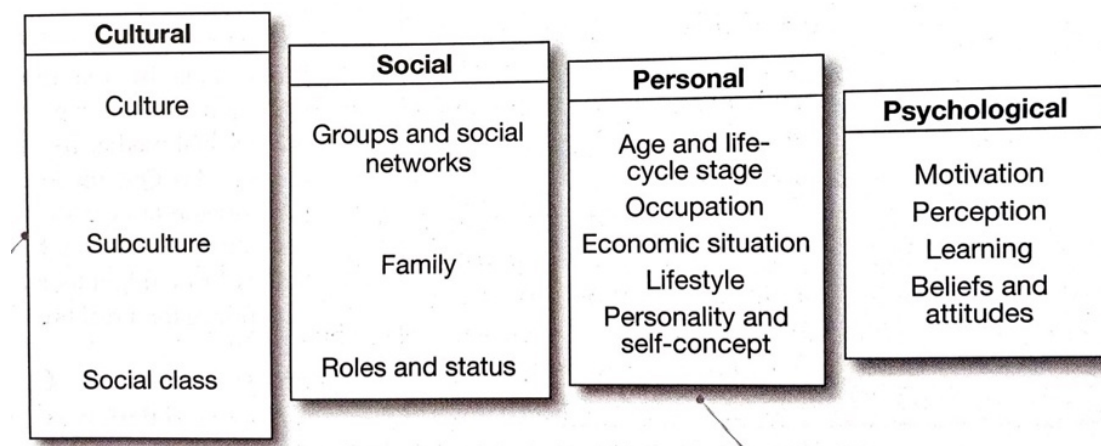 Cultural
Culture
Subculture
Social class
Social
Groups and social
networks
Family
Roles and status
Personal
Age and life-
cycle stage
Occupation
Economic situation
Lifestyle
Personality and
self-concept
Psychological
Motivation
Perception
Learning
Beliefs and
attitudes